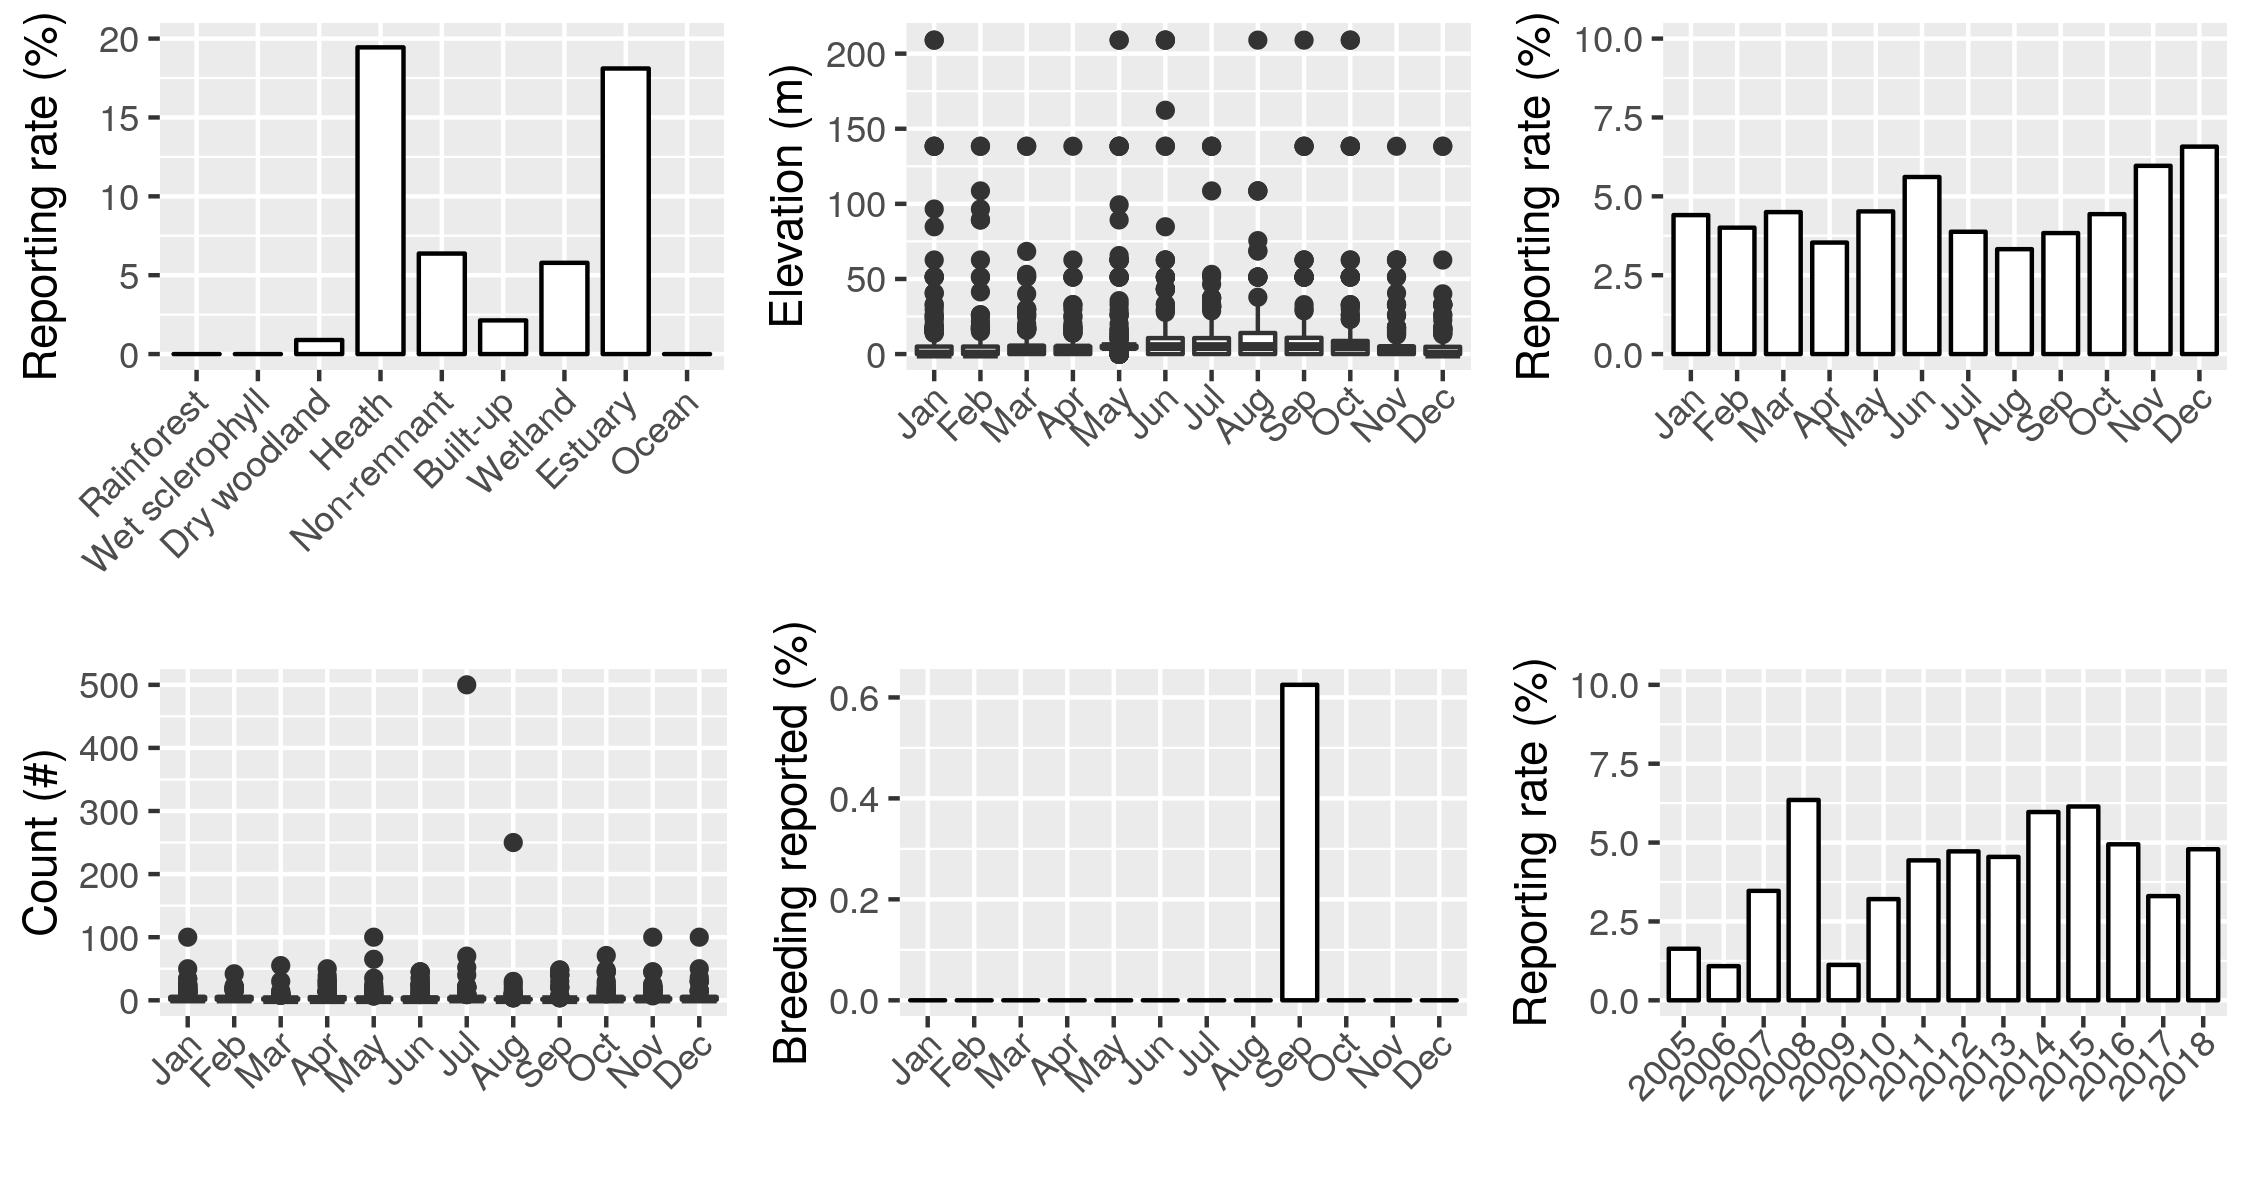 Reporting rate (%)
20
15
10
5
0
Rainforest
Wet sclerophyll
Dry woodland
Heath
Non-remnant
Built-up
Wetland
Estuary
Ocean
Elevation (m)
200
150
100
50
0
Jan
Feb
Mar
Apr
May
Jun
Jul
Aug
Sep
Oct
Nov
Dec
Reporting rate (%)
10.0
7.5
5.0
2.5
0.0
Jan
Feb
Mar
Apr
May
Jun
Jul
Aug
Sep
Oct
Nov
Dec
Count (#)
500
400
300
200
100
0
Jan
Feb
Mar
Apr
May
Jun
Jul
Aug
Sep
Oct
Nov
Dec
Breeding reported (%)
0.6
0.4
0.2
0.0
Jan
Feb
Mar
Apr
May
Jun
Jul
Aug
Sep
Oct
Nov
Dec
Reporting rate (%)
10.0
7.5
5.0
2.5
0.0
2005
2006
2007
2008
2009
2010
2011
2012
2013
2014
2015
2016
2017
2018